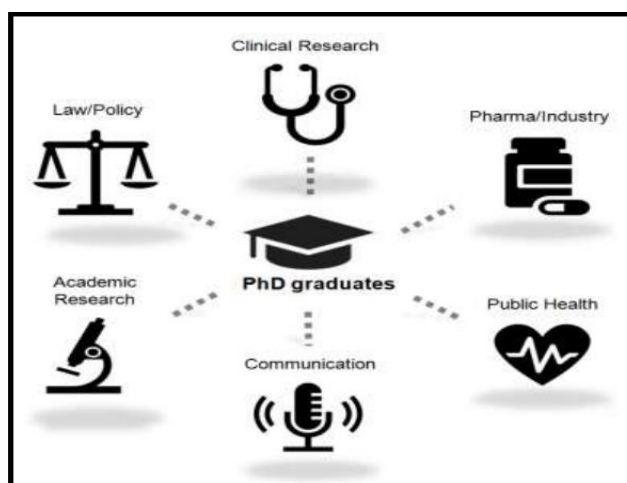 Clinical Research
Law/Policy
Pharma/Industry
PhD graduates
Academic
Research
Public Health
Communication